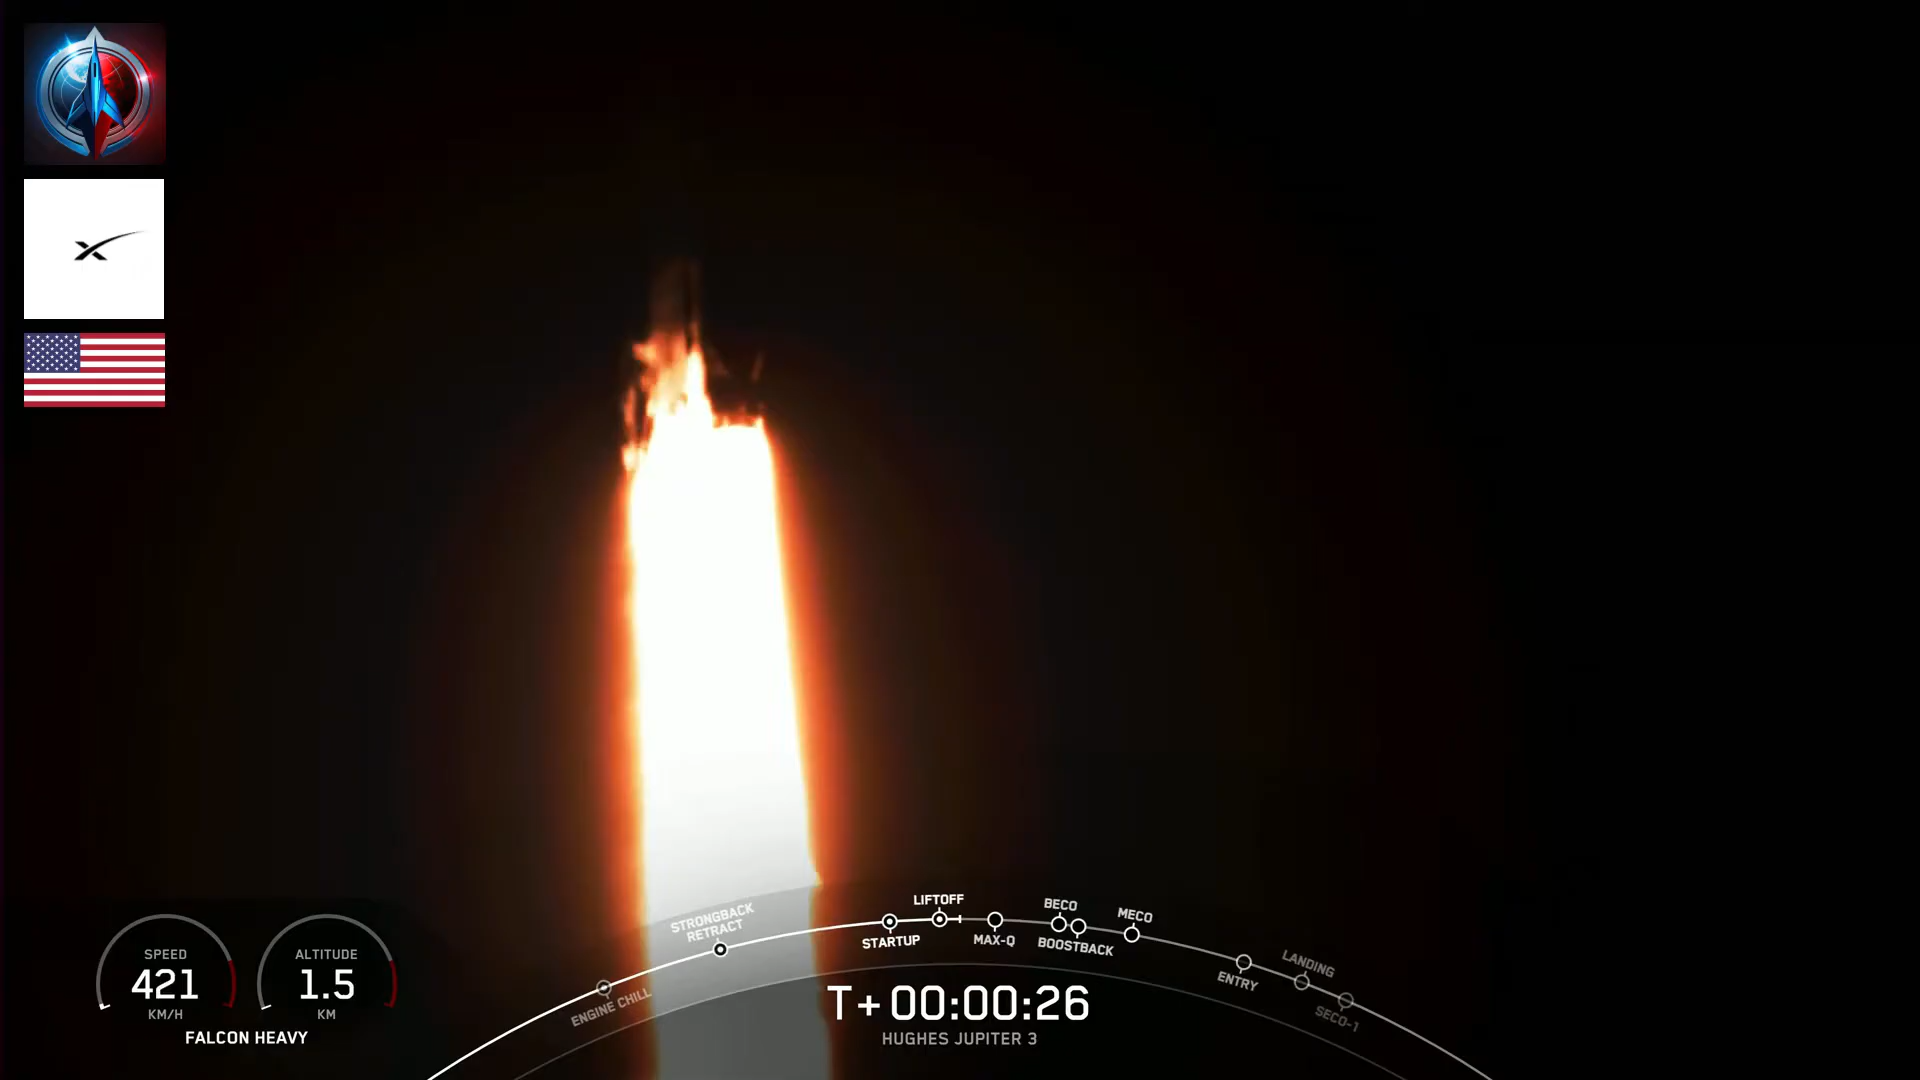 SPEED
421
KM/H
ALTITUDE
1.5
KM
FALCON HEAVY
ENGINE CHILL
STRONGBACK
RETRACT
STARTUP
LIFTOFF
MAX-Q
BECO
BOOSTBACK
MECO
ENTRY
LANDING
SECO-1
T+00:00:26
HUGHES JUPITER 3